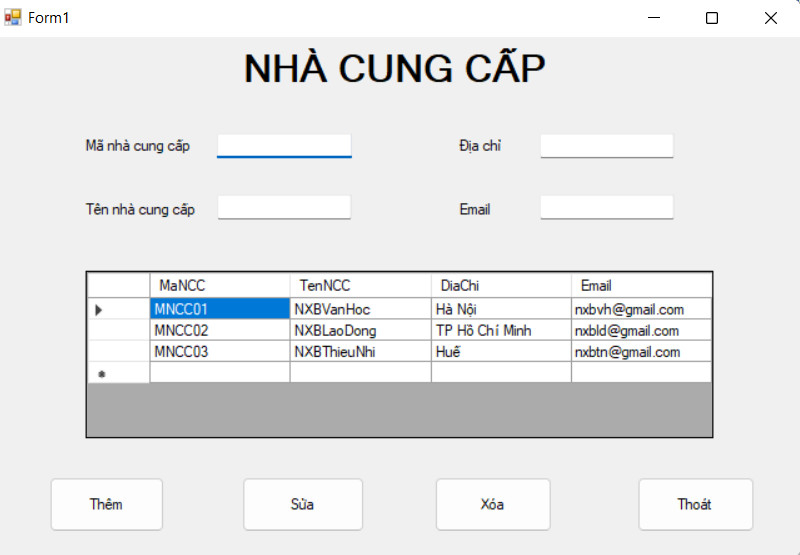 Form1
NHÀ CUNG CẤP
Mã nhà cung cấp Địa chỉ
Tên nhà cung cấp Email
MaNCC TenNCC DiaChi Email
MNCC01 NXBVanHoc Hà Nội nxbvh@gmail.com
MNCC02 NXBLaoDong TP Hồ Chí Minh nxbld@gmail.com
MNCC03 NXBThieuNhi Huế nxbtn@gmail.com
Thêm Sửa Xóa Thoát